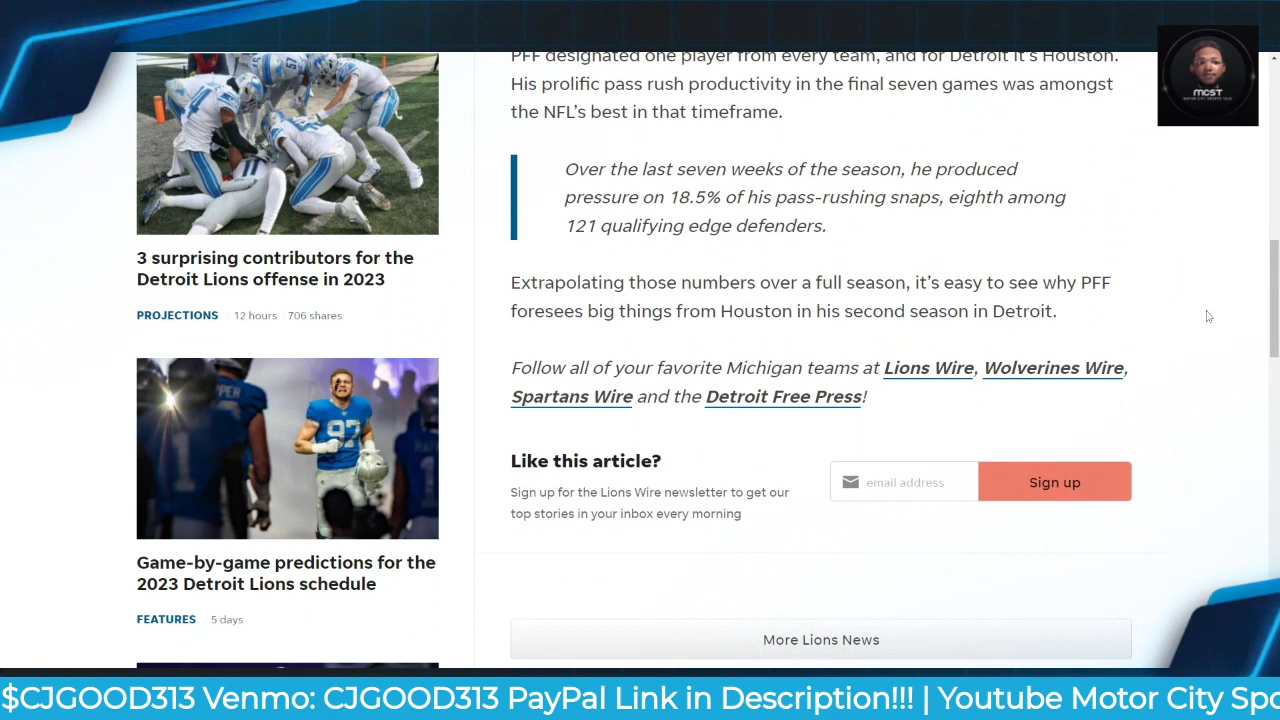 PFF designated one player from every team, and for Detroit it's Houston.
His prolific pass rush productivity in the final seven games was amongst
the NFL's best in that timeframe.
Over the last seven weeks of the season, he produced
pressure on 18.5% of his pass-rushing snaps, eighth among
121 qualifying edge defenders.
Extrapolating those numbers over a full season, it's easy to see why PFF
foresees big things from Houston in his second season in Detroit.
Follow all of your favorite Michigan teams at Lions Wire, Wolverines Wire,
Spartans Wire and the Detroit Free Press!
Like this article?
Sign up for the Lions Wire newsletter to get our
top stories in your inbox every morning
email address
Sign up
More Lions News
3 surprising contributors for the
Detroit Lions offense in 2023
PROJECTIONS / 12 hours / 706 shares
97
Game-by-game predictions for the
2023 Detroit Lions schedule
FEATURES 5 days
MCST
MOTOR CITY SPORTS TALK
$CJGOOD313 Venmo: CJGOOD313 PayPal Link in Description!!! | Youtube Motor City Spo